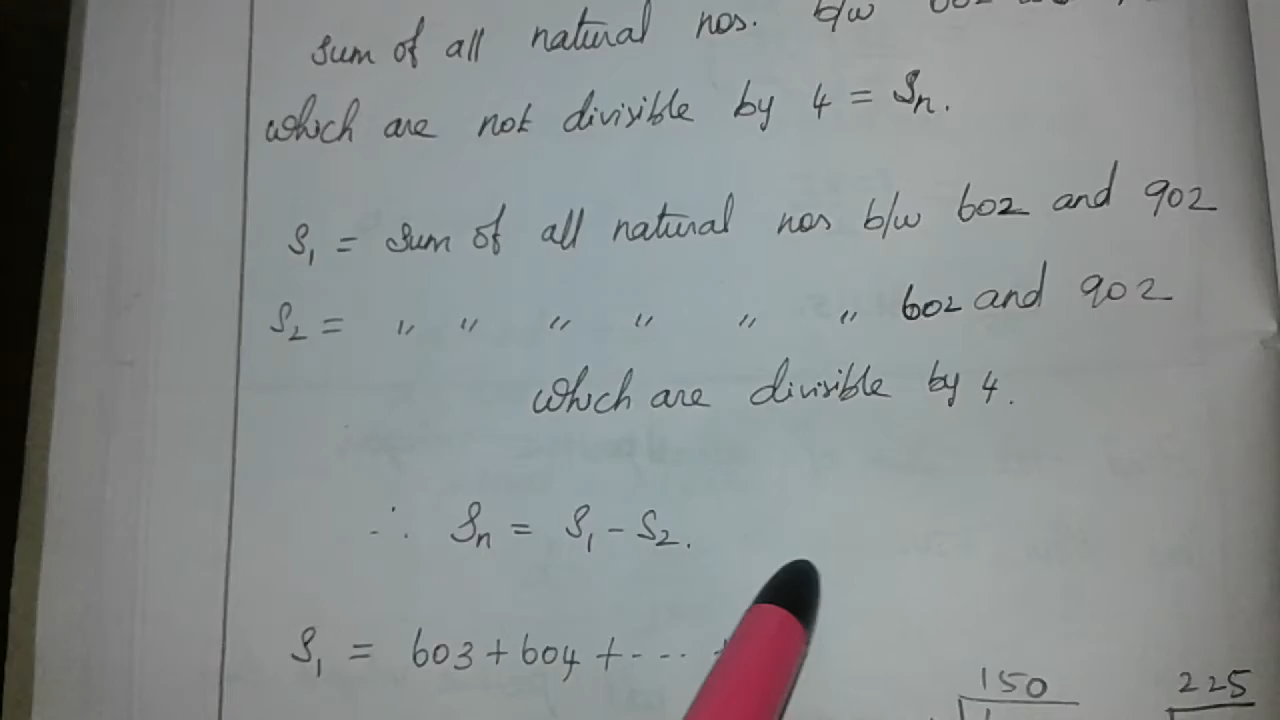 sum of all natural nos. b/w
which are not divisible by 4 = Sn.
S1 = sum of all natural nos b/w 602 and 902
S2 = " " " " " " 602 and 902
which are divisible by 4.
∴ Sn = S1 - S2.
S1 = 603 + 604 + - - -
150 225